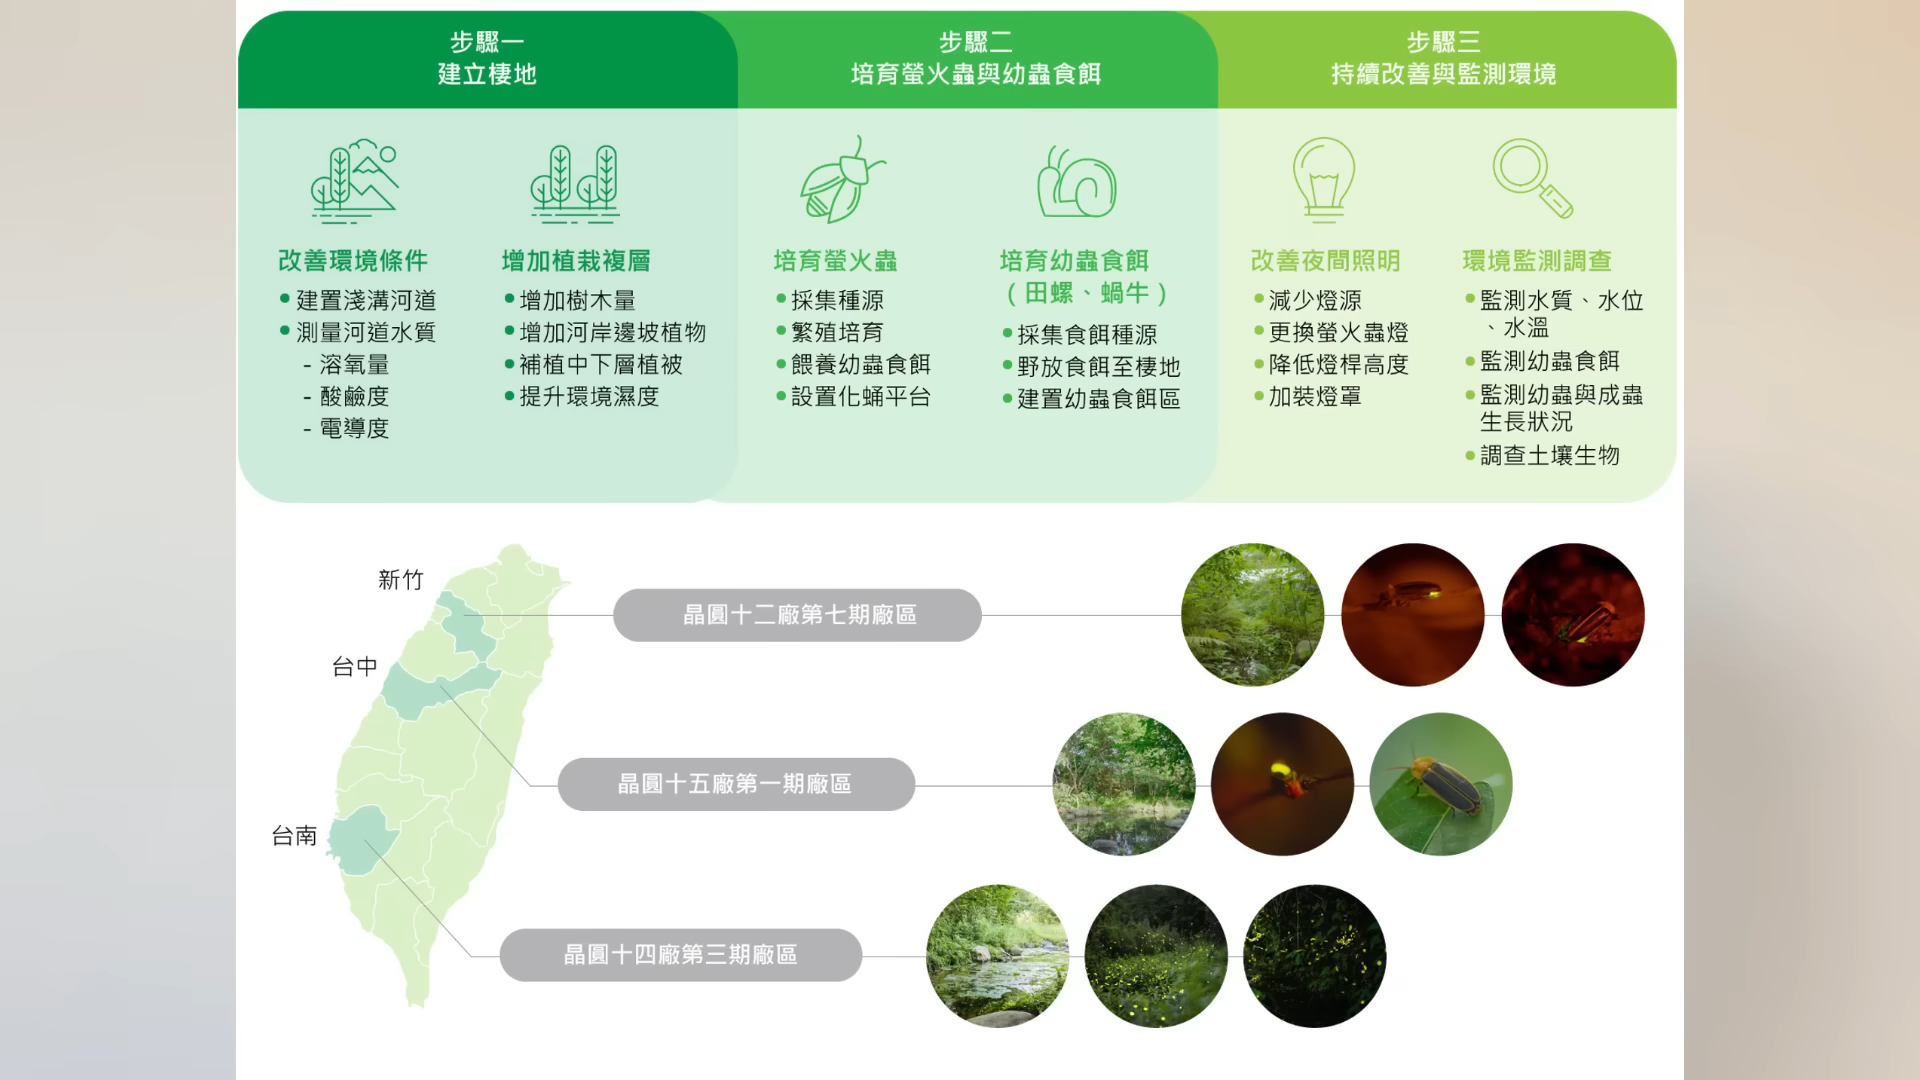 步驟一
建立棲地
步驟二
培育螢火蟲與幼蟲食餌
步驟三
持續改善與監測環境
改善環境條件
• 建置淺溝河道
• 測量河道水質
- 溶氧量
- 酸鹼度
- 電導度
增加植栽複層
• 增加樹木量
• 增加河岸邊坡植物
• 補植中下層植被
• 提升環境濕度
培育螢火蟲
• 採集種源
• 繁殖培育
• 餵養幼蟲食餌
• 設置化蛹平台
培育幼蟲食餌
（田螺、蝸牛）
• 採集食餌種源
• 野放食餌至棲地
• 建置幼蟲食餌區
改善夜間照明
• 減少燈源
• 更換螢火蟲燈
• 降低燈桿高度
• 加裝燈罩
環境監測調查
• 監測水質、水位
、水溫
• 監測幼蟲食餌
• 監測幼蟲與成蟲
生長狀況
• 調查土壤生物
新竹
晶圓十二廠第七期廠區
台中
晶圓十五廠第一期廠區
台南
晶圓十四廠第三期廠區